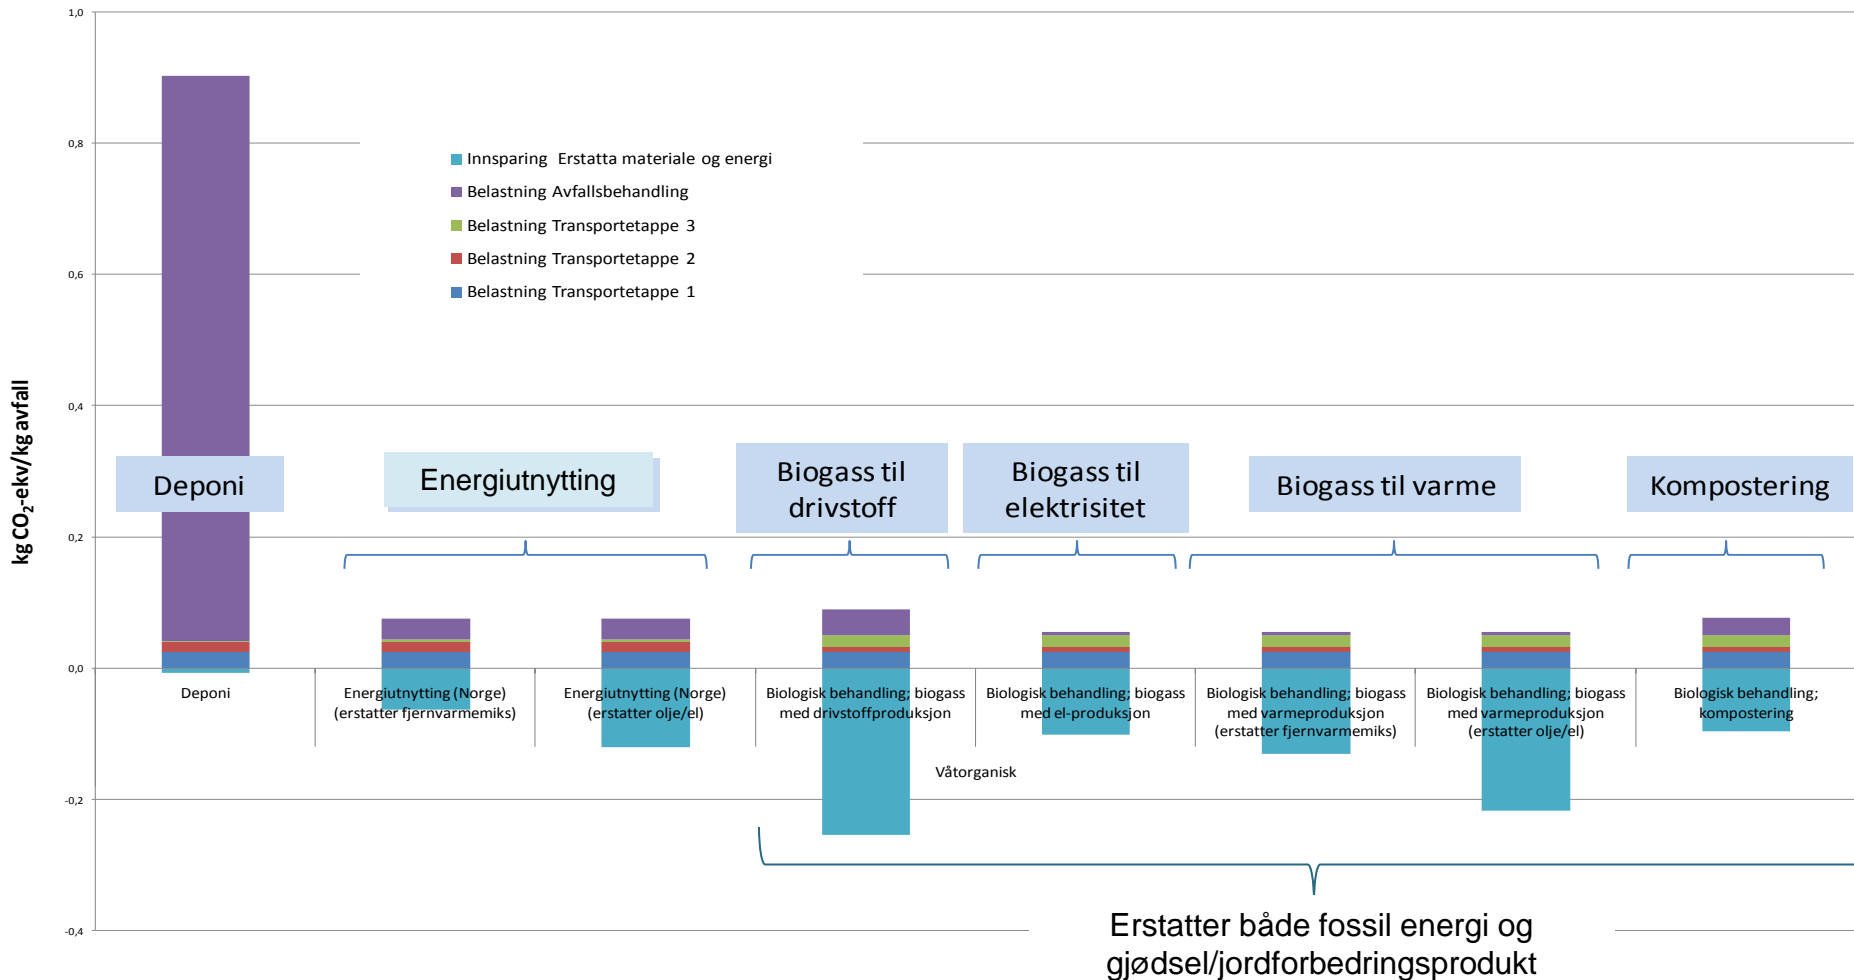 1,0
0,8
0,6
0,4
0,2
0,0
-0,2
-0,4
kg CO₂-ekv/kg avfall
Innsparing Erstatta materiale og energi
Belastning Avfallsbehandling
Belastning Transportetappe 3
Belastning Transportetappe 2
Belastning Transportetappe 1
Deponi
Energiutnytting
Biogass til
drivstoff
Biogass til
elektrisitet
Biogass til varme
Kompostering
Deponi
Energiutnytting (Norge)
(erstatter fjernvarmemiks)
Energiutnytting (Norge)
(erstatter olje/el)
Biologisk behandling; biogass
med drivstoffproduksjon
Biologisk behandling; biogass
med el-produksjon
Biologisk behandling; biogass
med varmeproduksjon
(erstatter fjernvarmemiks)
Biologisk behandling; biogass
med varmeproduksjon
(erstatter olje/el)
Biologisk behandling;
kompostering
Våtorganisk
Erstatter både fossil energi og
gjødsel/jordforbedringsprodukt